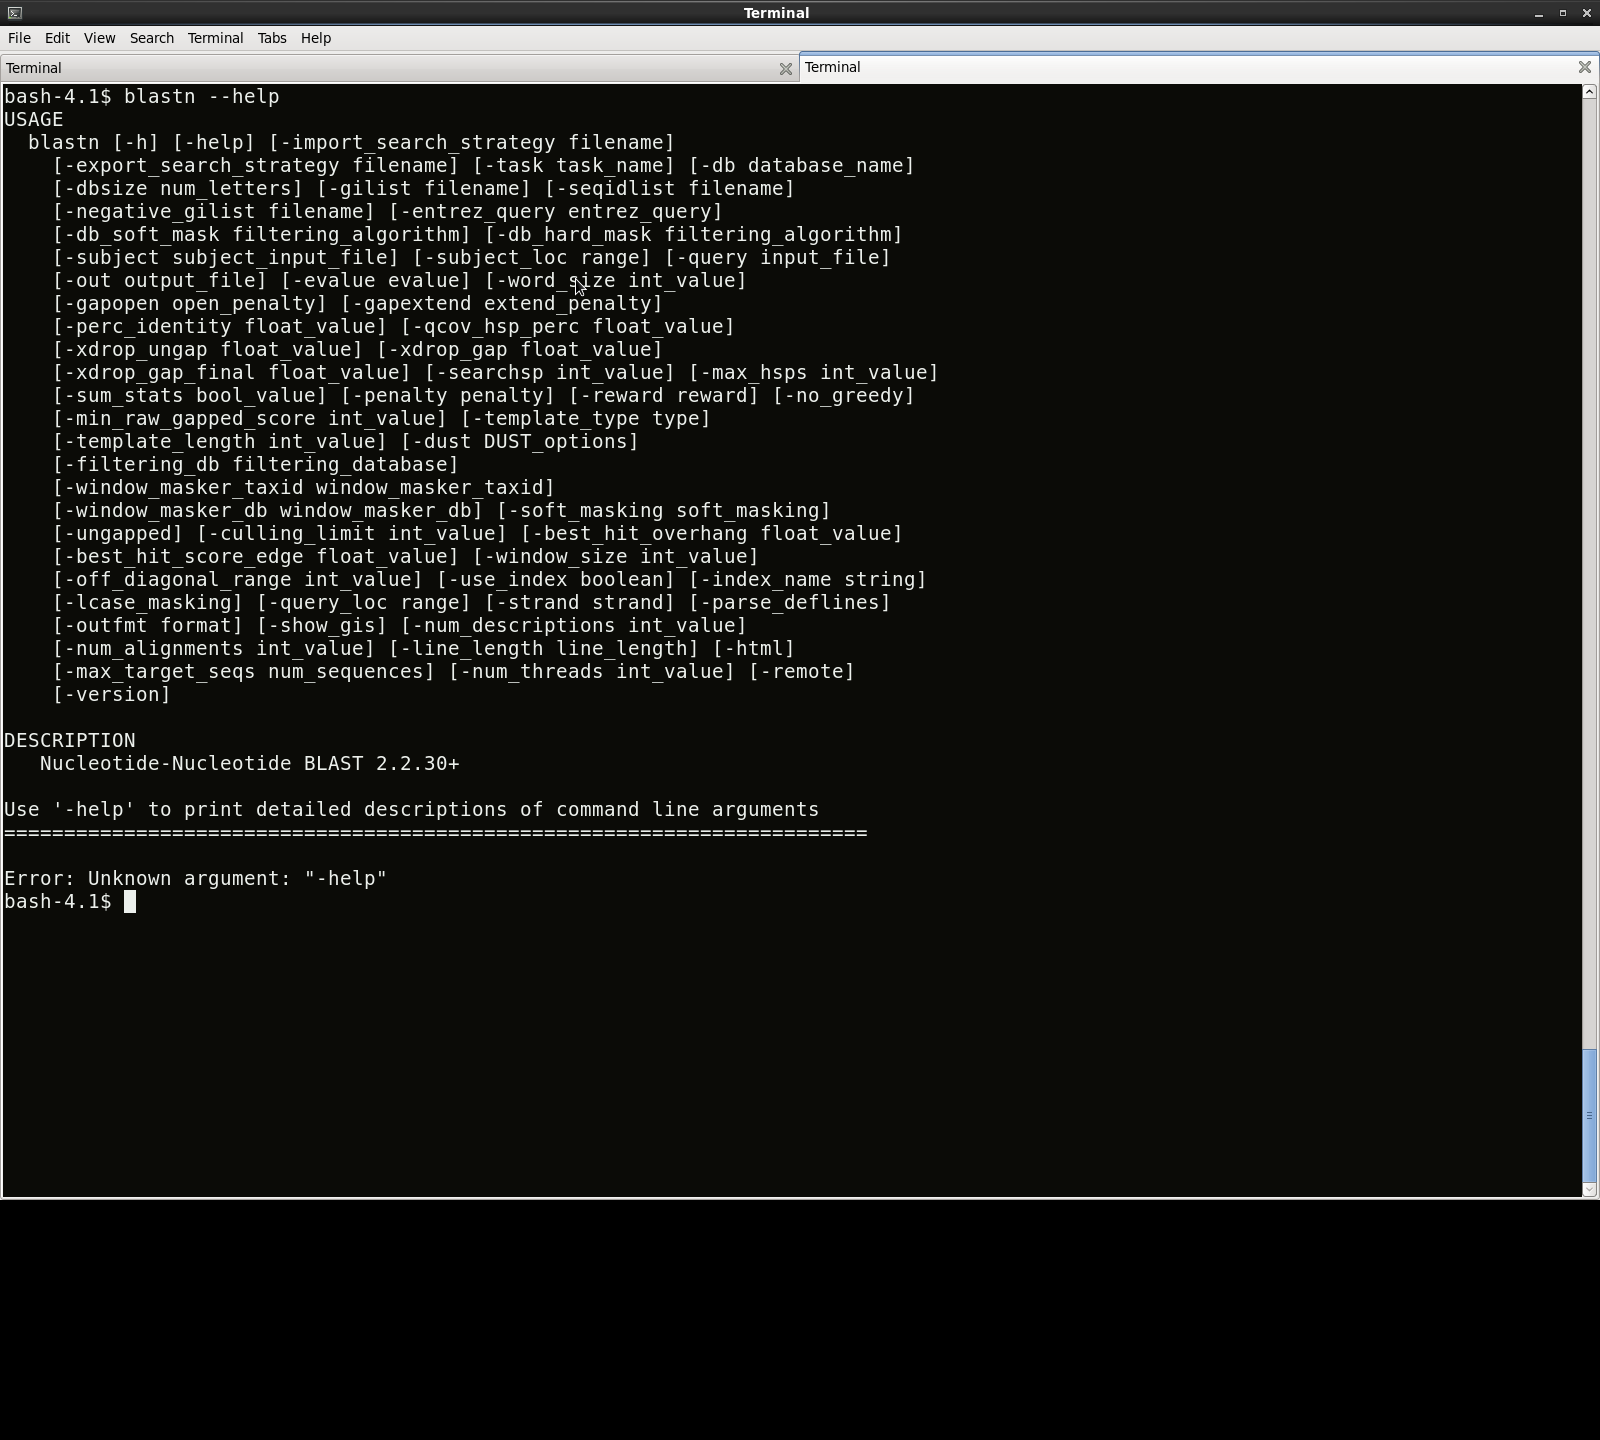 Terminal
File Edit View Search Terminal Tabs Help
Terminal Terminal
bash-4.1$ blastn --help
USAGE
  blastn [-h] [-help] [-import_search_strategy filename]
    [-export_search_strategy filename] [-task task_name] [-db database_name]
    [-dbsize num_letters] [-gilist filename] [-seqidlist filename]
    [-negative_gilist filename] [-entrez_query entrez_query]
    [-db_soft_mask filtering_algorithm] [-db_hard_mask filtering_algorithm]
    [-subject subject_input_file] [-subject_loc range] [-query input_file]
    [-out output_file] [-evalue evalue] [-word_size int_value]
    [-gapopen open_penalty] [-gapextend extend_penalty]
    [-perc_identity float_value] [-qcov_hsp_perc float_value]
    [-xdrop_ungap float_value] [-xdrop_gap float_value]
    [-xdrop_gap_final float_value] [-searchsp int_value] [-max_hsps int_value]
    [-sum_stats bool_value] [-penalty penalty] [-reward reward] [-no_greedy]
    [-min_raw_gapped_score int_value] [-template_type type]
    [-template_length int_value] [-dust DUST_options]
    [-filtering_db filtering_database]
    [-window_masker_taxid window_masker_taxid]
    [-window_masker_db window_masker_db] [-soft_masking soft_masking]
    [-ungapped] [-culling_limit int_value] [-best_hit_overhang float_value]
    [-best_hit_score_edge float_value] [-window_size int_value]
    [-off_diagonal_range int_value] [-use_index boolean] [-index_name string]
    [-lcase_masking] [-query_loc range] [-strand strand] [-parse_deflines]
    [-outfmt format] [-show_gis] [-num_descriptions int_value]
    [-num_alignments int_value] [-line_length line_length] [-html]
    [-max_target_seqs num_sequences] [-num_threads int_value] [-remote]
    [-version]
DESCRIPTION
   Nucleotide-Nucleotide BLAST 2.2.30+
Use '-help' to print detailed descriptions of command line arguments
========================================================================
Error: Unknown argument: "-help"
bash-4.1$